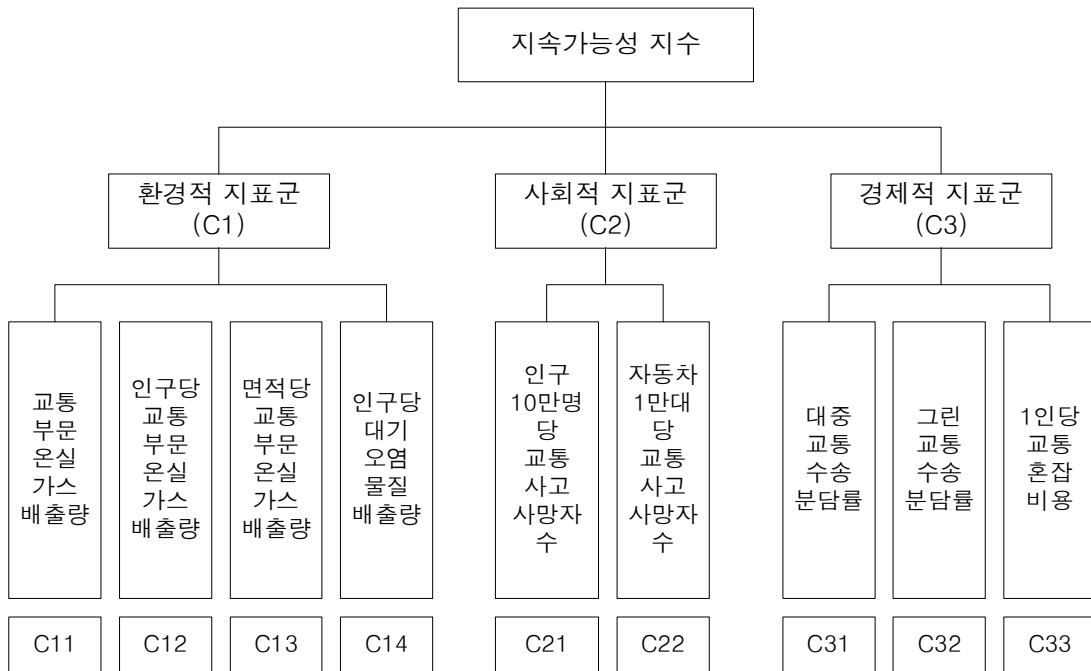 지속가능성 지수
환경적 지표군
(C1)
사회적 지표군
(C2)
경제적 지표군
(C3)
교통
부문
온실
가스
배출량
인구당
교통
부문
온실
가스
배출량
면적당
교통
부문
온실
가스
배출량
인구당
대기
오염
물질
배출량
인구
10만명
당
교통
사고
사망자
수
자동차
1만대
당
교통
사고
사망자
수
대중
교통
수송
분담률
그린
교통
수송
분담률
1인당
교통
혼잡
비용
C11
C12
C13
C14
C21
C22
C31
C32
C33